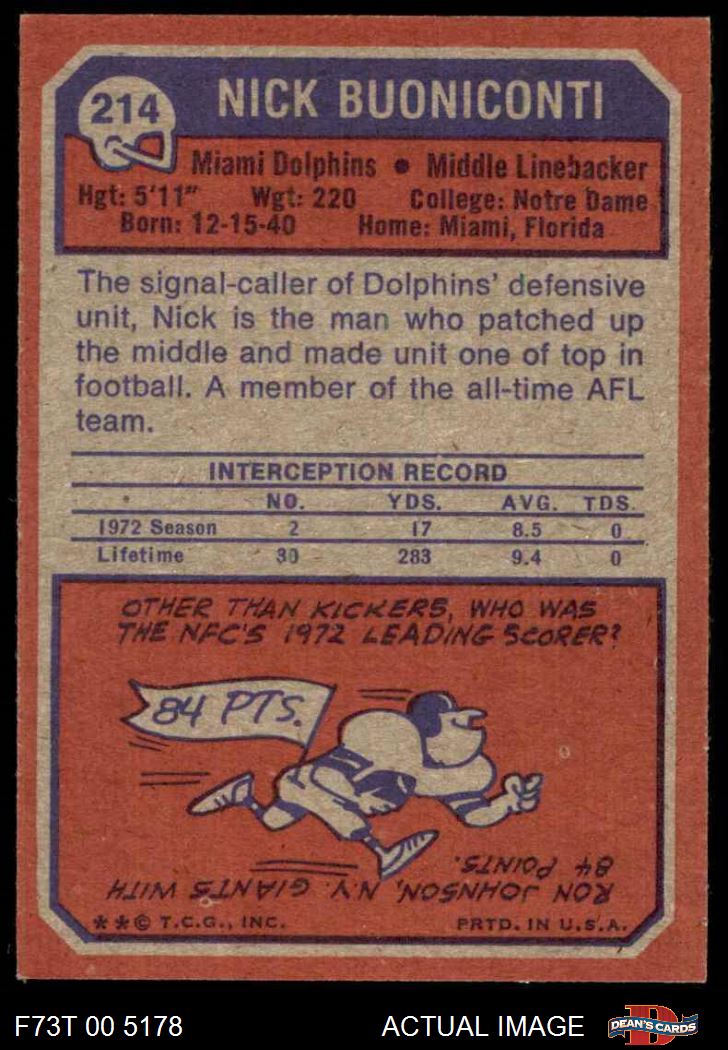 214
NICK BUONICONTI
Miami Dolphins • Middle Linebacker
Hgt: 5'11" Wgt: 220 College: Notre Dame
Born: 12-15-40 Home: Miami, Florida
The signal-caller of Dolphins' defensive
unit, Nick is the man who patched up
the middle and made unit one of top in
football. A member of the all-time AFL
team.
INTERCEPTION RECORD
NO. YDS. AVG. TDS.
1972 Season 2 17 8.5 0
Lifetime 30 283 9.4 0
OTHER THAN KICKERS, WHO WAS
THE NFC'S 1972 LEADING SCORER?
84 PTS.
RON JOHNSON, N.Y. GIANTS WITH
84 POINTS.
**© T.C.G., INC. PRTD. IN U.S.A.
F73T 00 5178 ACTUAL IMAGE
D
DEAN'S CARDS